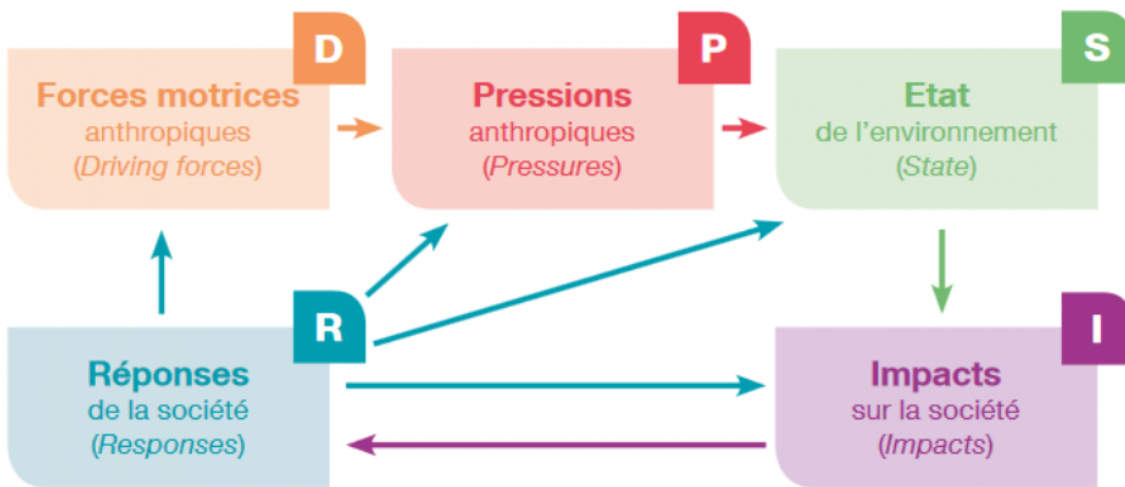 D
Forces motrices
anthropiques
(Driving forces)
P
Pressions
anthropiques
(Pressures)
S
Etat
de l'environnement
(State)
R
Réponses
de la société
(Responses)
I
Impacts
sur la société
(Impacts)